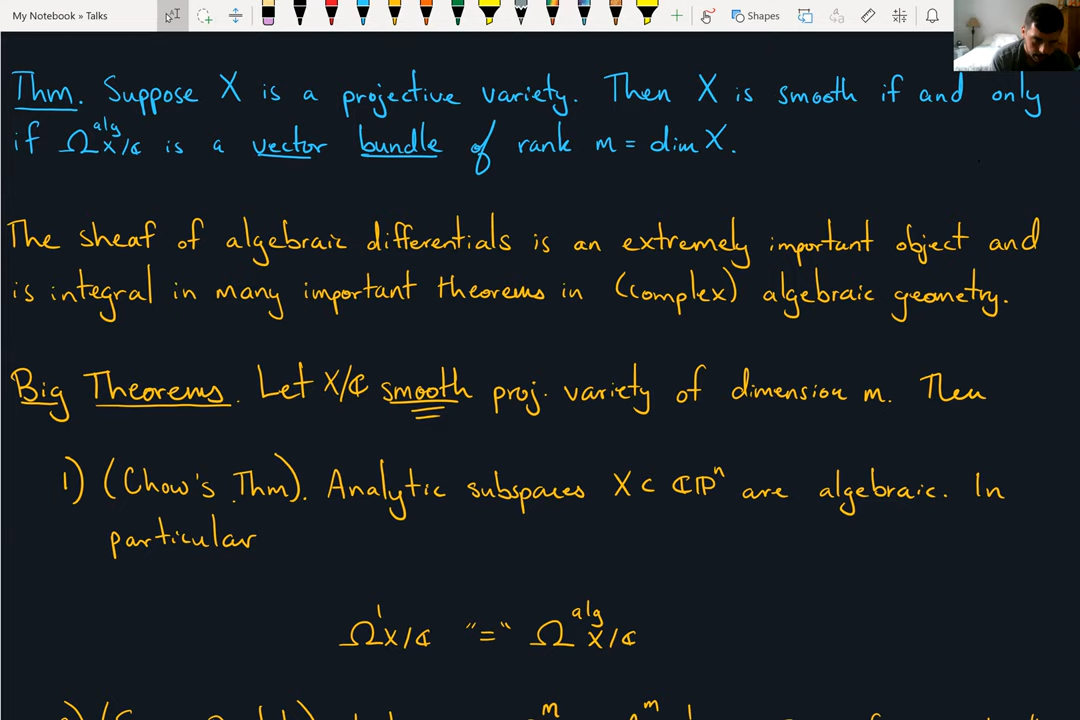 My Notebook » Talks
Shapes
Thm. Suppose X is a projective variety. Then X is smooth if and only
if Ω^alg_X/ℂ is a vector bundle of rank m = dim X.
The sheaf of algebraic differentials is an extremely important object and
is integral in many important theorems in (complex) algebraic geometry.
Big Theorems. Let X/ℂ smooth proj. variety of dimension m. Then
1) (Chow's Thm). Analytic subspaces X ⊂ ℂℙ^n are algebraic. In
particular
Ω^1_X/ℂ "=" Ω^alg_X/ℂ